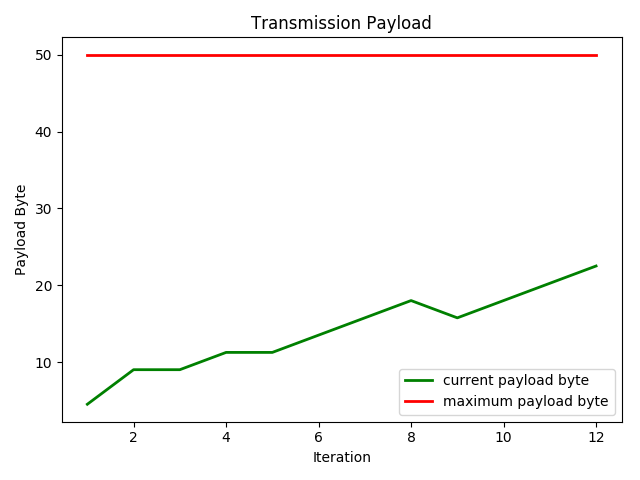 Transmission Payload
50
40
30
20
10
Payload Byte
2
4
6
8
10
12
Iteration
current payload byte
maximum payload byte